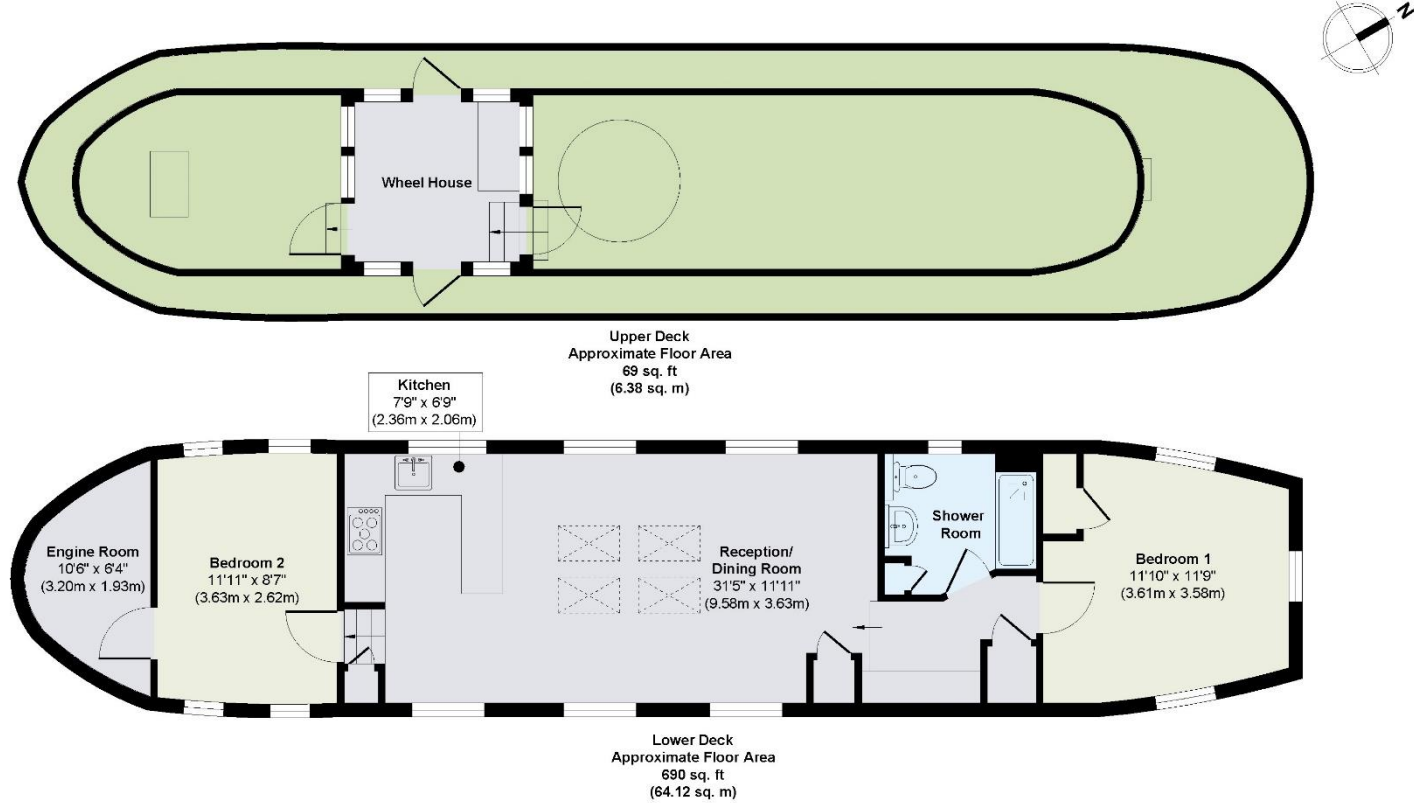 N
Wheel House
Upper Deck
Approximate Floor Area
69 sq. ft
(6.38 sq. m)
Kitchen
7'9" x 6'9"
(2.36m x 2.06m)
Engine Room
10'6" x 6'4"
(3.20m x 1.93m)
Bedroom 2
11'11" x 8'7"
(3.63m x 2.62m)
Reception/
Dining Room
31'5" x 11'11"
(9.58m x 3.63m)
Shower
Room
Bedroom 1
11'10" x 11'9"
(3.61m x 3.58m)
Lower Deck
Approximate Floor Area
690 sq. ft
(64.12 sq. m)